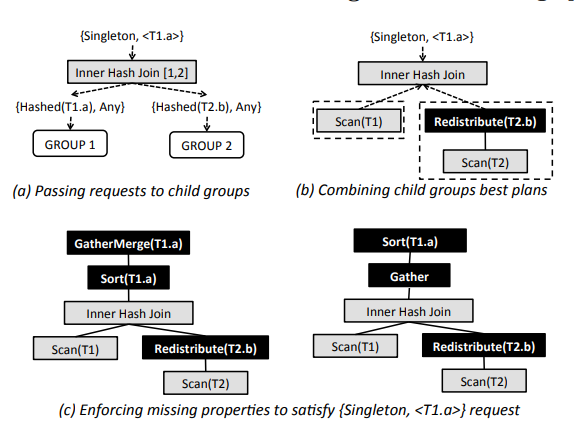 {Singleton, <T1.a>}
Inner Hash Join [1,2]
{Hashed(T1.a), Any}
{Hashed(T2.b), Any}
GROUP 1
GROUP 2
(a) Passing requests to child groups
{Singleton, <T1.a>}
Inner Hash Join
Scan(T1)
Redistribute(T2.b)
Scan(T2)
(b) Combining child groups best plans
GatherMerge(T1.a)
Sort(T1.a)
Inner Hash Join
Scan(T1)
Redistribute(T2.b)
Scan(T2)
Sort(T1.a)
Gather
Inner Hash Join
Scan(T1)
Redistribute(T2.b)
Scan(T2)
(c) Enforcing missing properties to satisfy {Singleton, <T1.a>} request